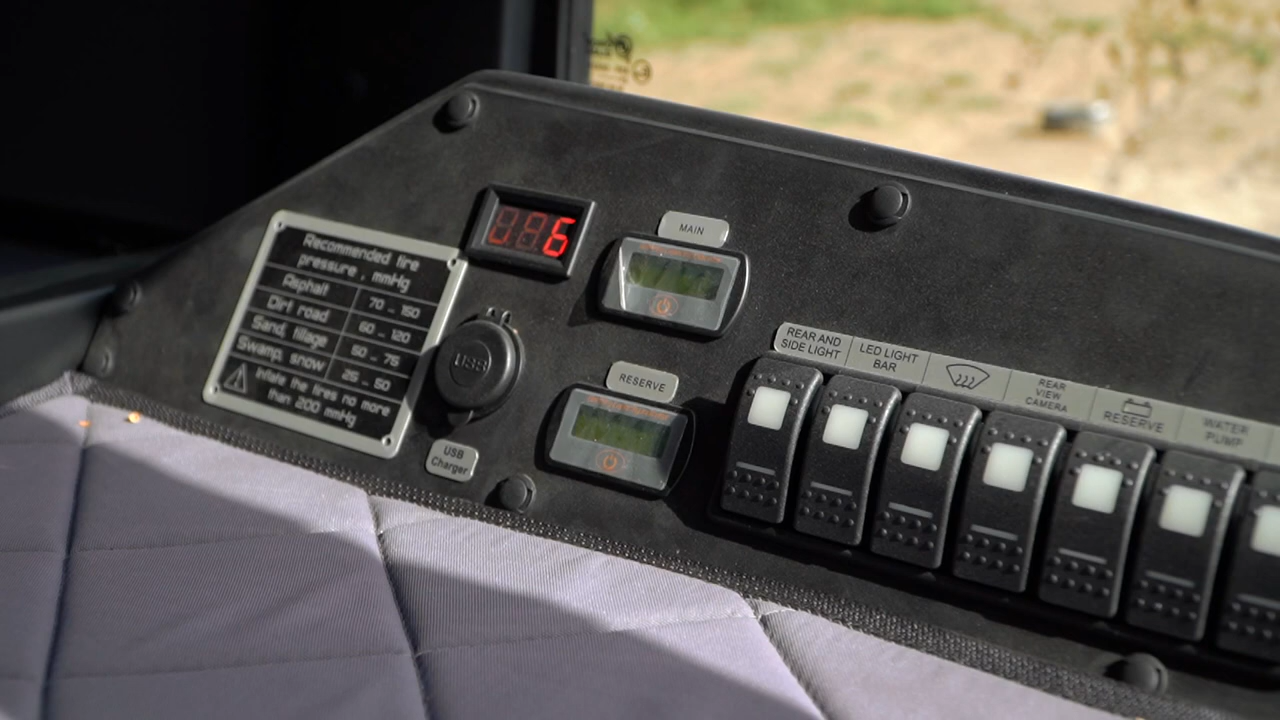 Recommended tire
pressure , mmHg
Asphalt 70 - 150
Dirt road 60 - 120
Sand, tillage 50 - 75
Swamp, snow 25 - 50
Inflate the tires no more
than 200 mmHg
6
USB
USB
Charger
MAIN
RESERVE
REAR AND
SIDE LIGHT
LED LIGHT
BAR
REAR
VIEW
CAMERA
RESERVE
WATER
PUMP